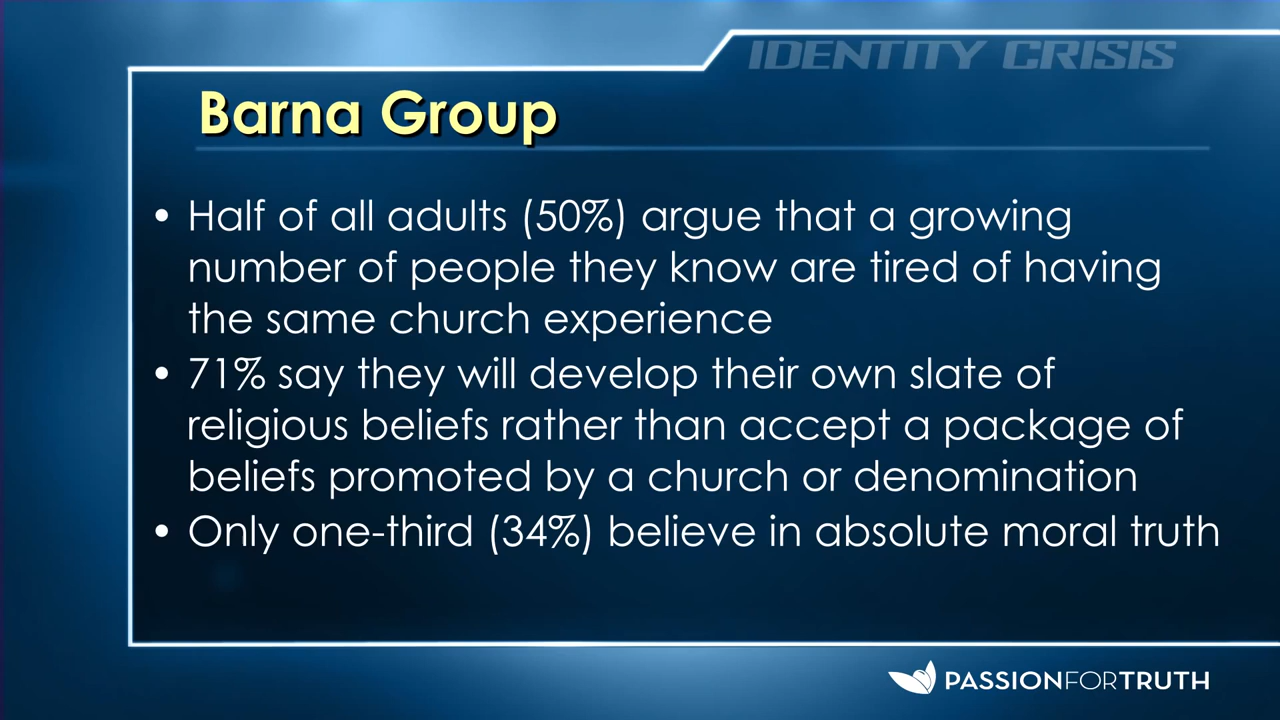 IDENTITY CRISIS
Barna Group
• Half of all adults (50%) argue that a growing
number of people they know are tired of having
the same church experience
• 71% say they will develop their own slate of
religious beliefs rather than accept a package of
beliefs promoted by a church or denomination
• Only one-third (34%) believe in absolute moral truth
PASSIONFORTRUTH